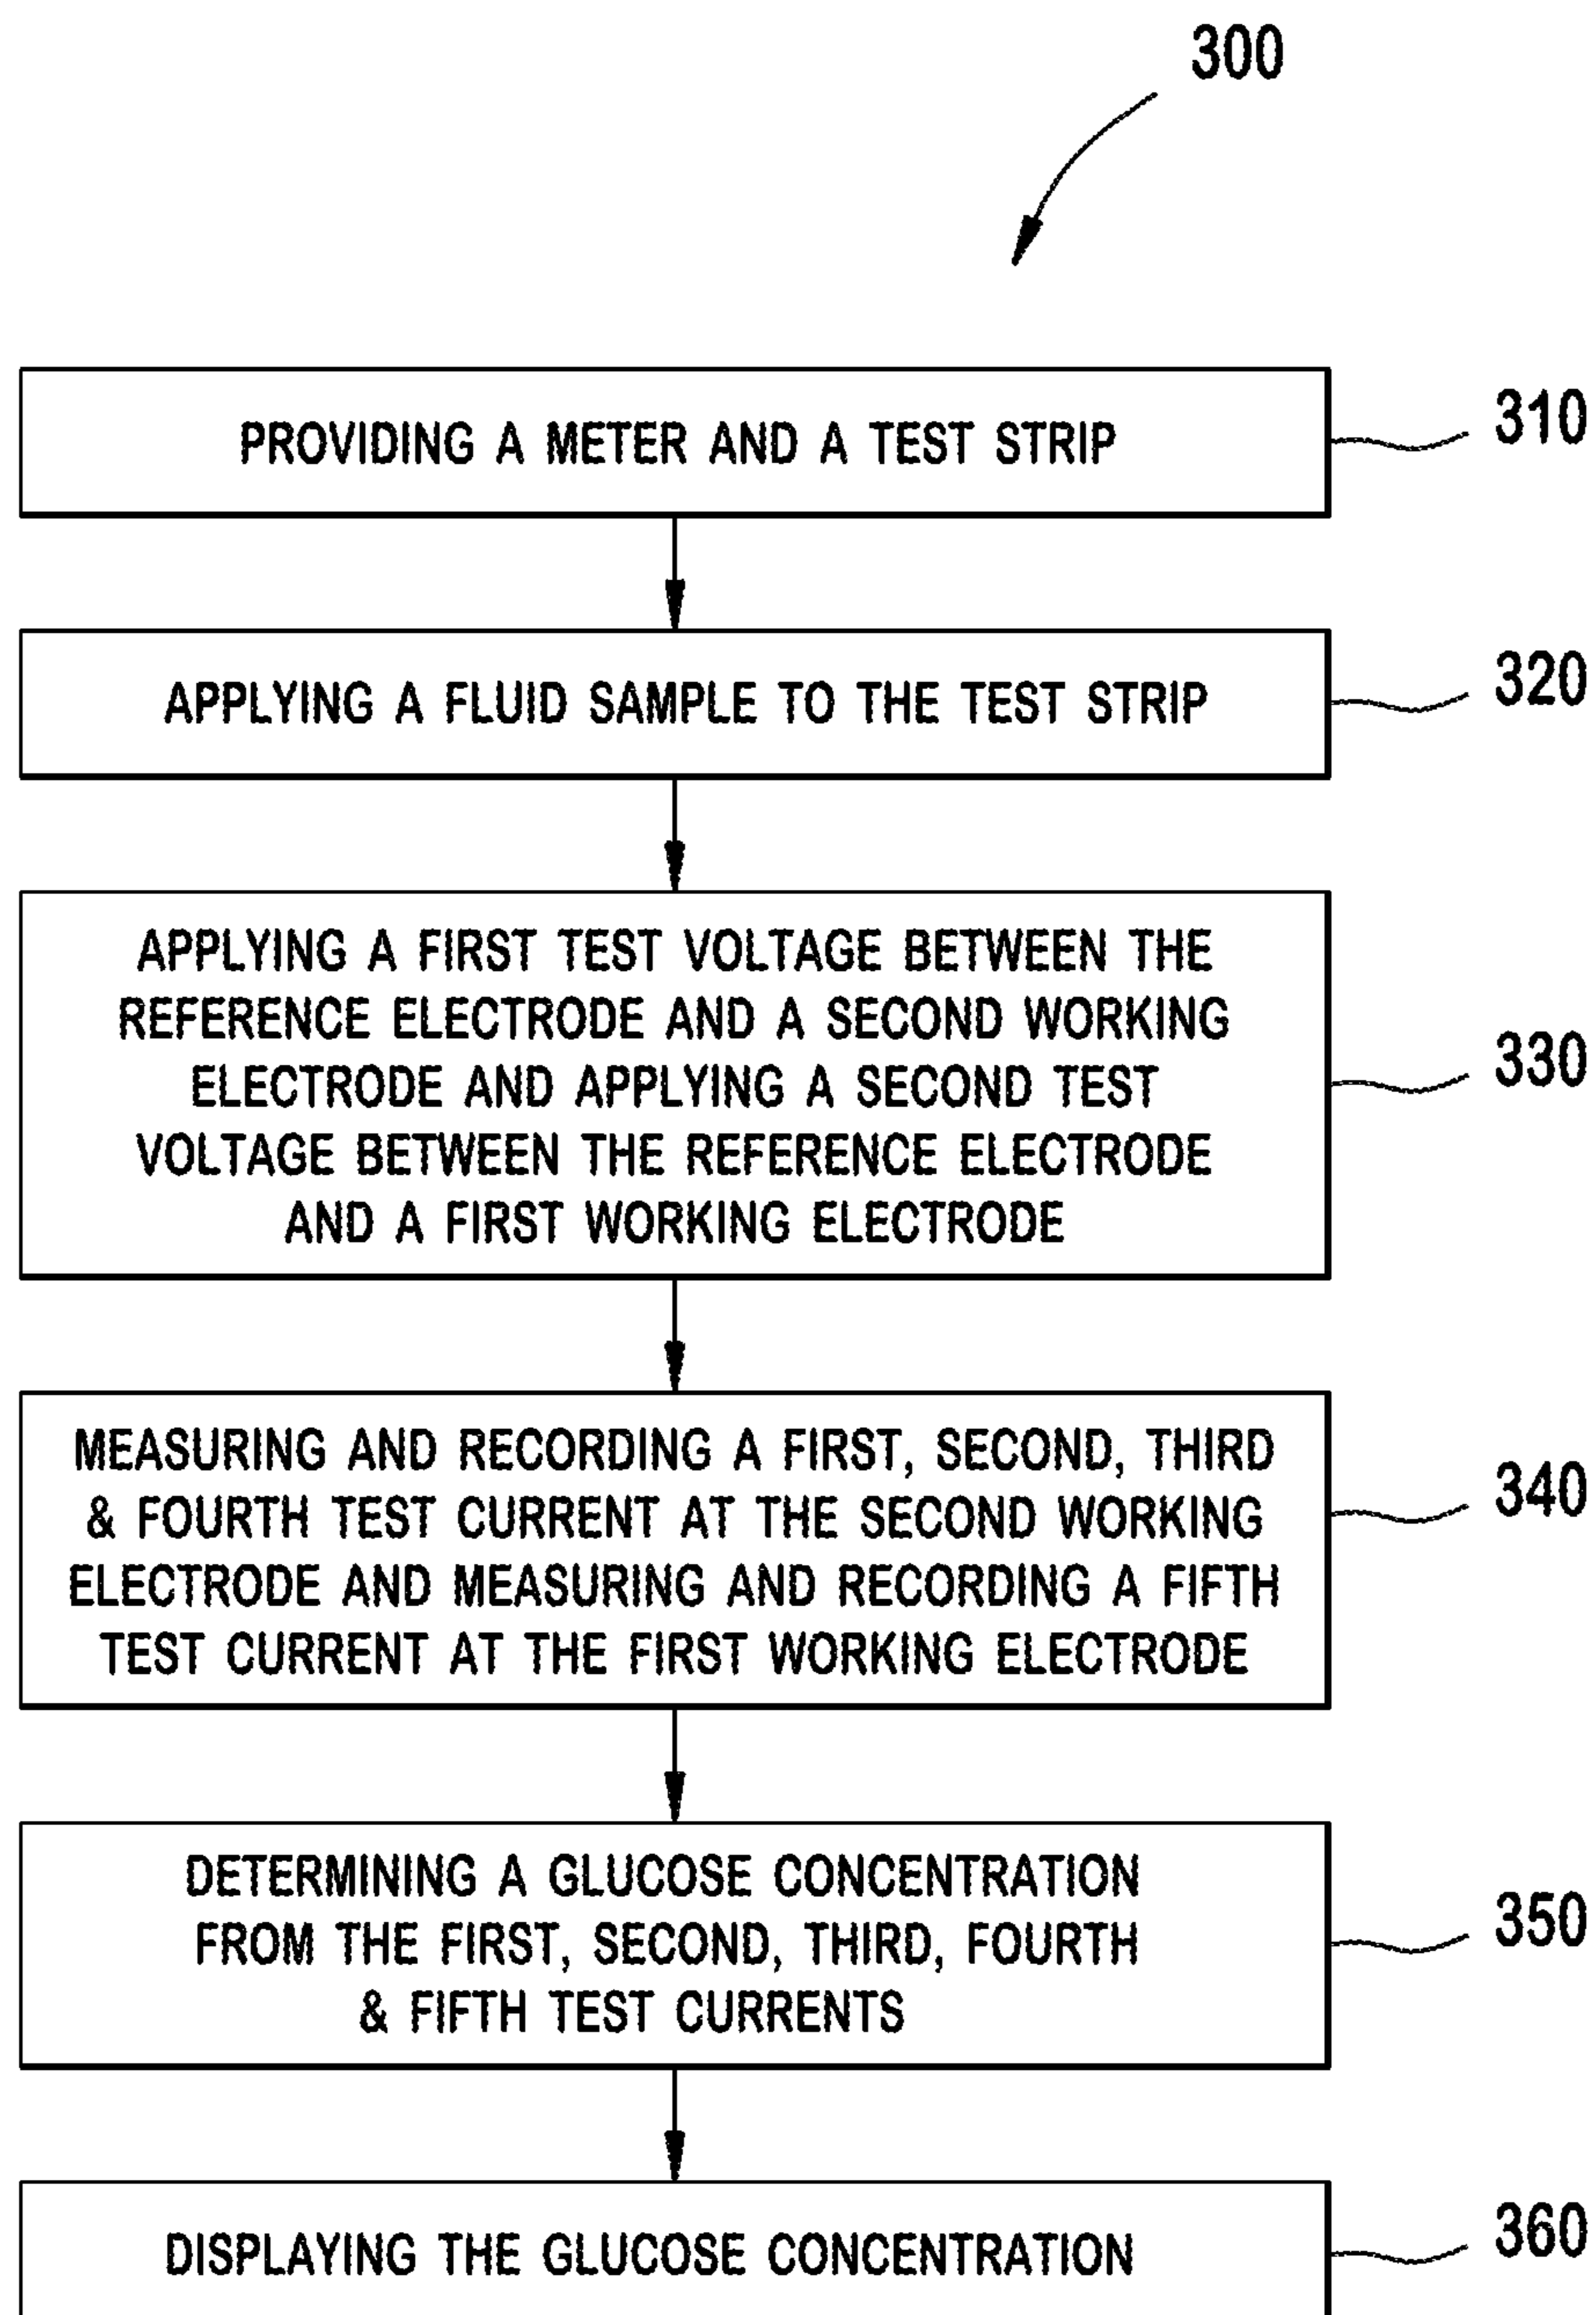 300
PROVIDING A METER AND A TEST STRIP
310
APPLYING A FLUID SAMPLE TO THE TEST STRIP
320
APPLYING A FIRST TEST VOLTAGE BETWEEN THE
REFERENCE ELECTRODE AND A SECOND WORKING
ELECTRODE AND APPLYING A SECOND TEST
VOLTAGE BETWEEN THE REFERENCE ELECTRODE
AND A FIRST WORKING ELECTRODE
330
MEASURING AND RECORDING A FIRST, SECOND, THIRD
& FOURTH TEST CURRENT AT THE SECOND WORKING
ELECTRODE AND MEASURING AND RECORDING A FIFTH
TEST CURRENT AT THE FIRST WORKING ELECTRODE
340
DETERMINING A GLUCOSE CONCENTRATION
FROM THE FIRST, SECOND, THIRD, FOURTH
& FIFTH TEST CURRENTS
350
DISPLAYING THE GLUCOSE CONCENTRATION
360